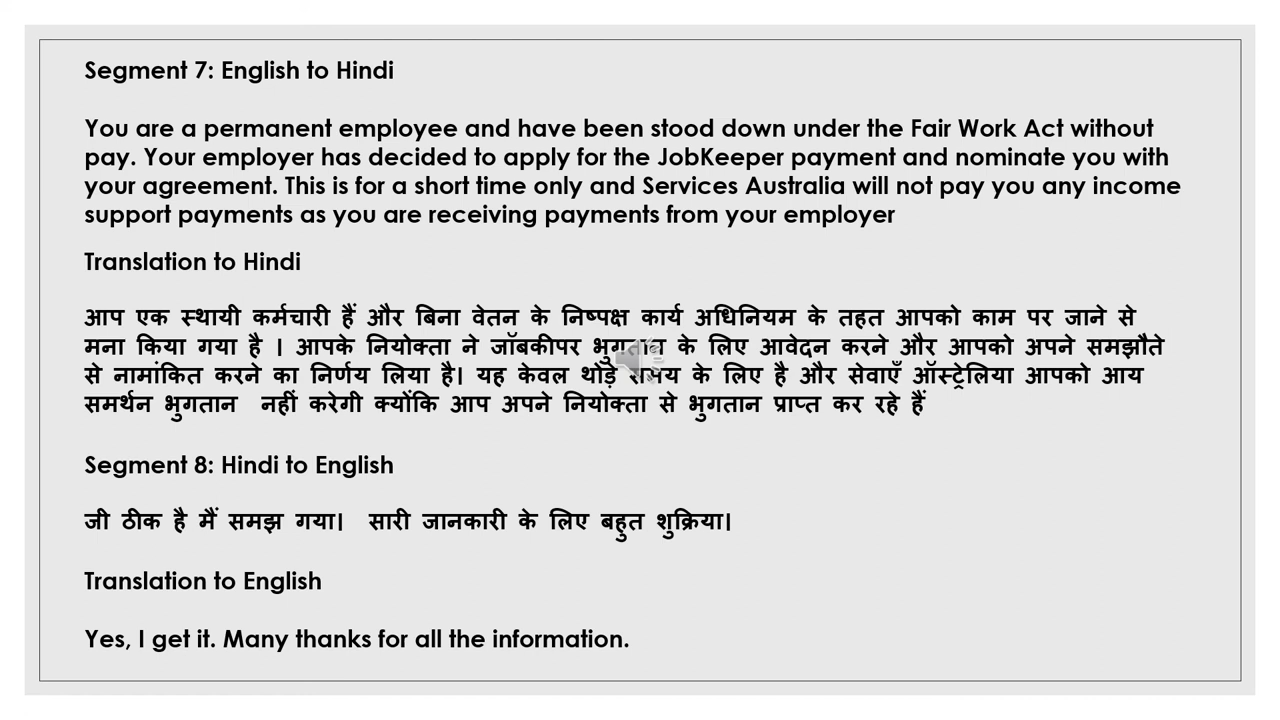 Segment 7: English to Hindi
You are a permanent employee and have been stood down under the Fair Work Act without
pay. Your employer has decided to apply for the JobKeeper payment and nominate you with
your agreement. This is for a short time only and Services Australia will not pay you any income
support payments as you are receiving payments from your employer
Translation to Hindi
आप एक स्थायी कर्मचारी हैं और बिना वेतन के निष्पक्ष कार्य अधिनियम के तहत आपको काम पर जाने से
मना किया गया है । आपके नियोक्ता ने जॉबकीपर भुगतान के लिए आवेदन करने और आपको अपने समझौते
से नामांकित करने का निर्णय लिया है। यह केवल थोड़े समय के लिए है और सेवाएँ ऑस्ट्रेलिया आपको आय
समर्थन भुगतान नहीं करेगी क्योंकि आप अपने नियोक्ता से भुगतान प्राप्त कर रहे हैं
Segment 8: Hindi to English
जी ठीक है मैं समझ गया। सारी जानकारी के लिए बहुत शुक्रिया।
Translation to English
Yes, I get it. Many thanks for all the information.